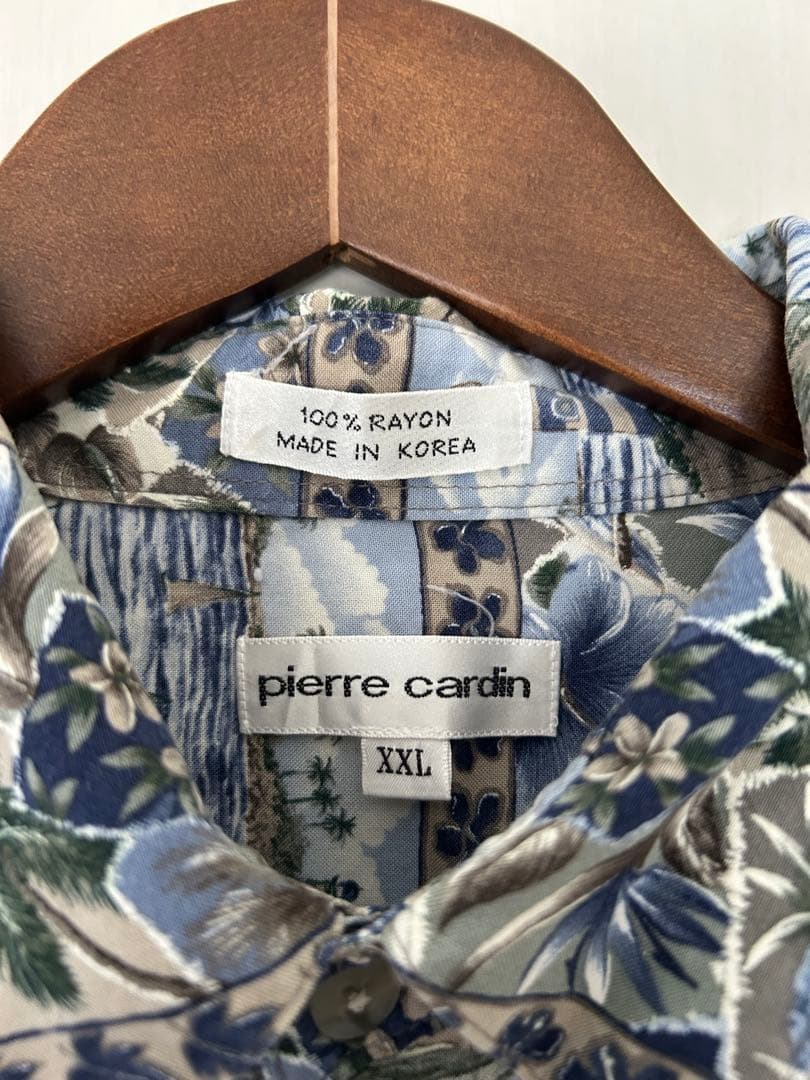 100% RAYON
MADE IN KOREA
pierre cardin
XXL